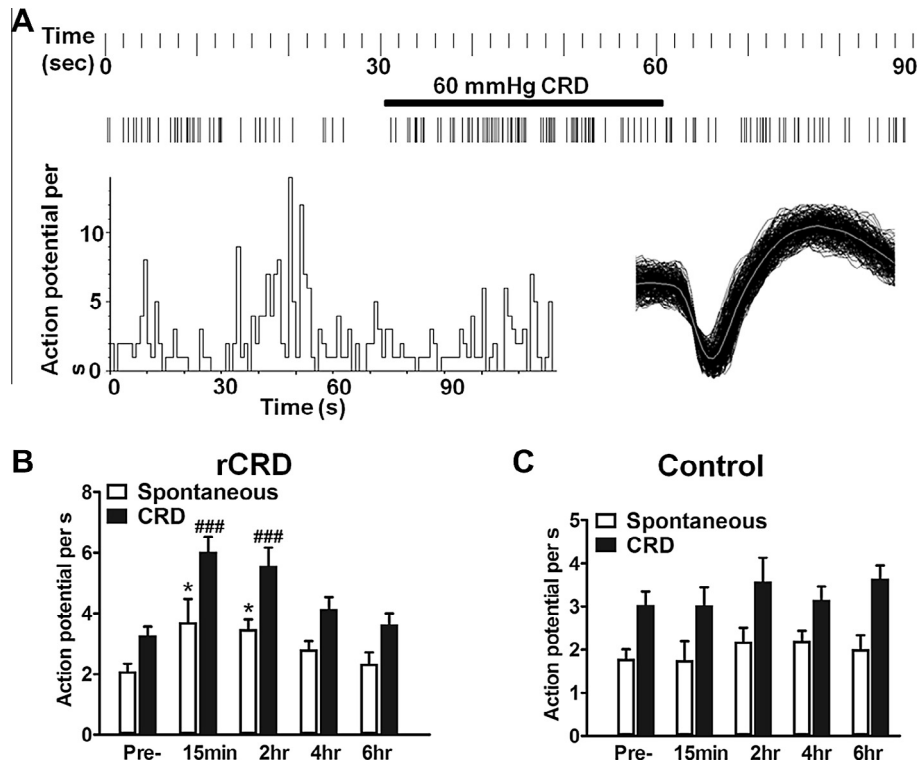 A
Time
(sec)
0 30 60 90
60 mmHg CRD
Action potential per
s
10
5
0
0 30 60 90
Time (s)
B
rCRD
Spontaneous
CRD
Action potential per s
8
6
4
2
0
###
###
*
*
Pre- 15min 2hr 4hr 6hr
C
Control
Spontaneous
CRD
Action potential per s
5
4
3
2
1
0
Pre- 15min 2hr 4hr 6hr